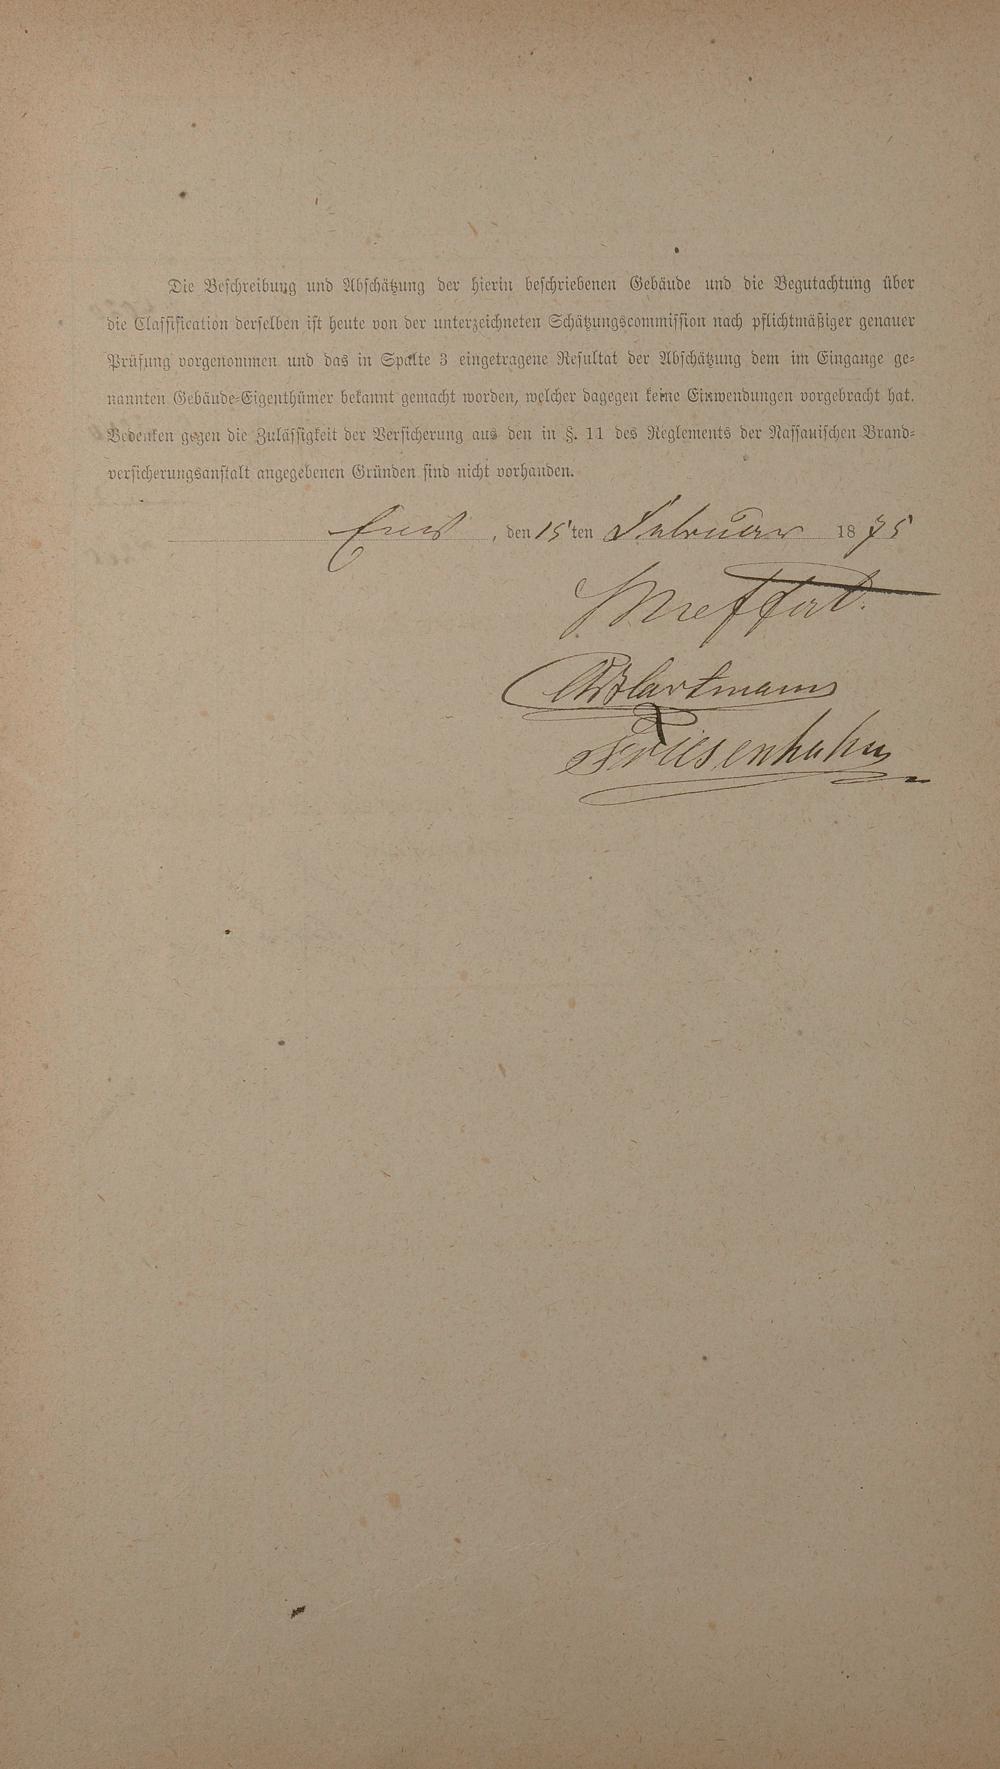 Die Beschreibung und Abschätzung der hierin beschriebenen Gebäude und die Begutachtung über
die Classification derselben ist heute von der unterzeichneten Schätzungscommission nach pflichtmäßiger genauer
Prüfung vorgenommen und das in Spalte 3 eingetragene Resultat der Abschätzung dem im Eingange ge-
nannten Gebäude-Eigenthümer bekannt gemacht worden, welcher dagegen keine Einwendungen vorgebracht hat.
Bedenken gegen die Zulässigkeit der Versicherung aus den in §. 11 des Reglements der Nassauischen Brand-
versicherungsanstalt angegebenen Gründen sind nicht vorhanden.
Ems, den 15 ten Februar 1875
Meffert.
Hartmann
Friesenhahn